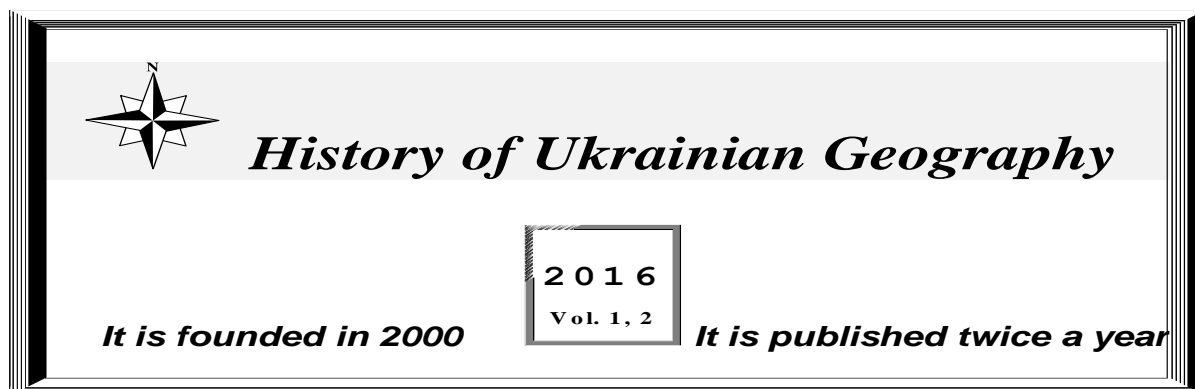 N
History of Ukrainian Geography
2016
Vol. 1, 2
It is founded in 2000
It is published twice a year